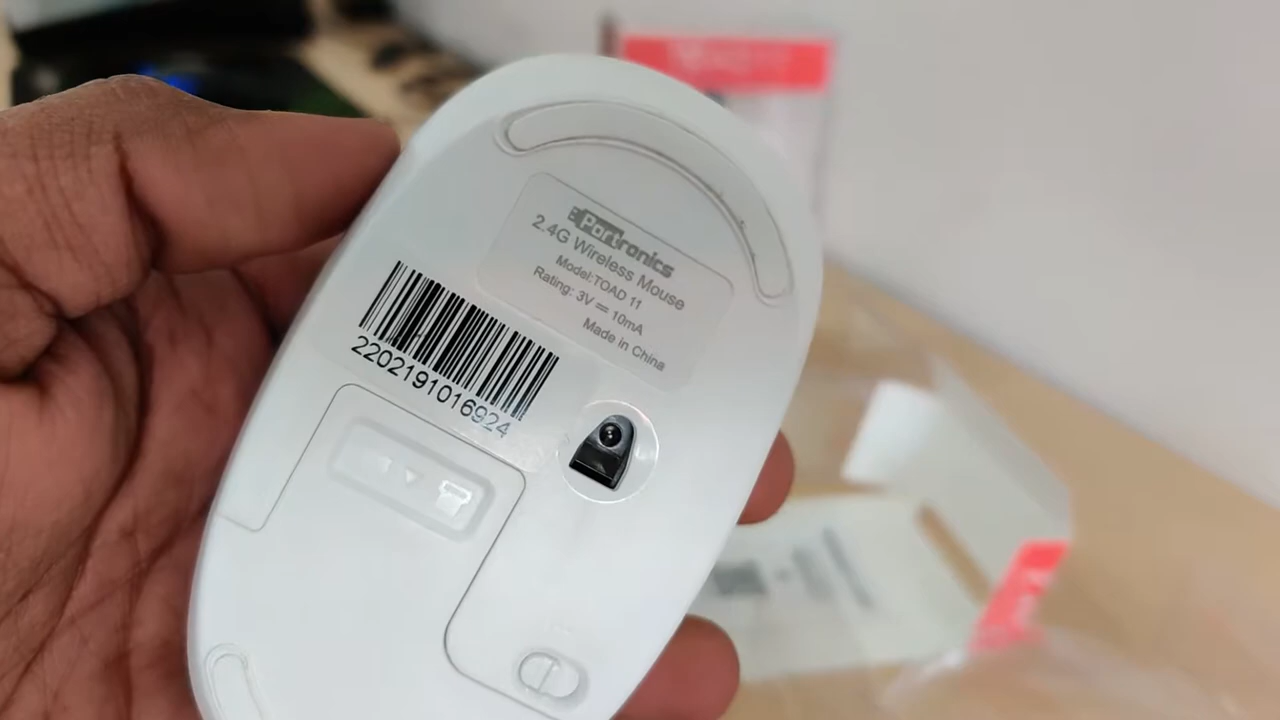 Portronics
2.4G Wireless Mouse
Model:TOAD 11
Rating: 3V ⎓ 10mA
Made in China
2202191016924